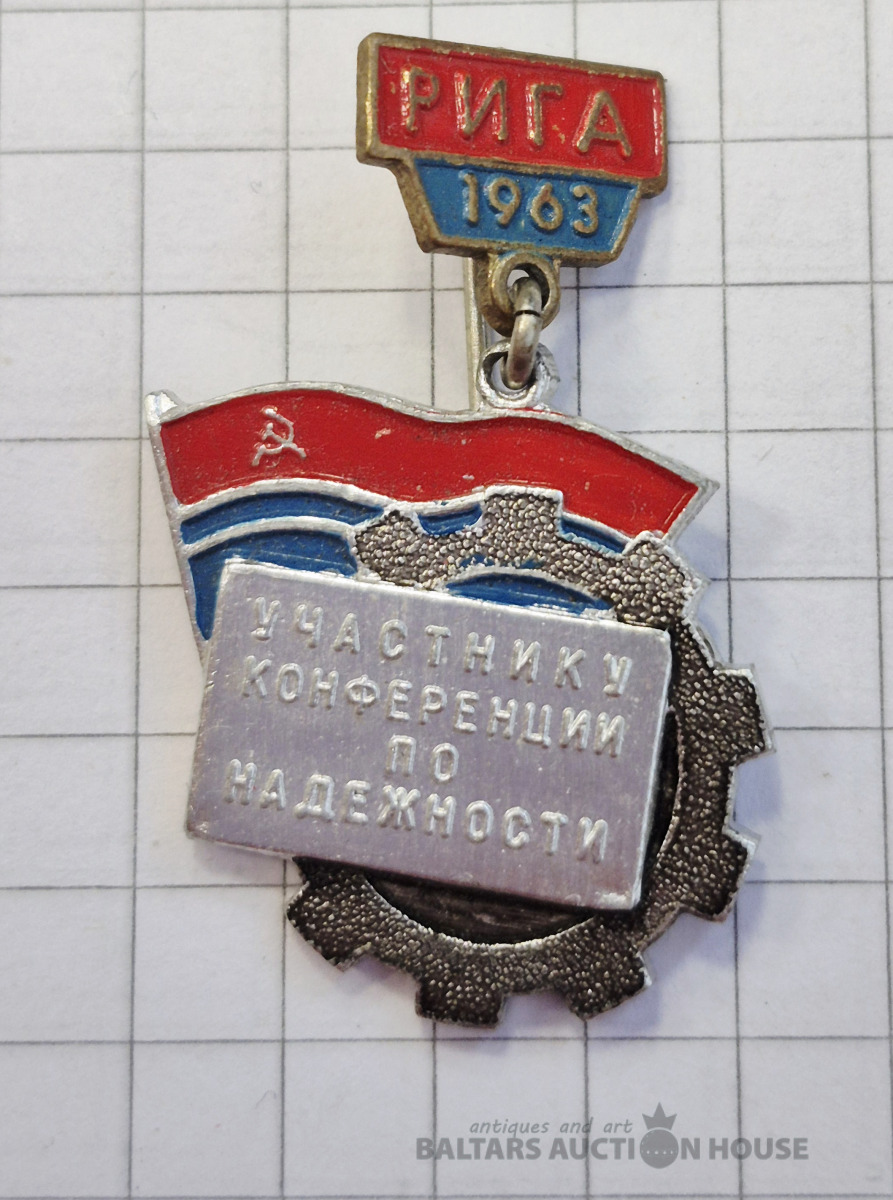 РИГА
1963
УЧАСТНИКУ
КОНФЕРЕНЦИИ
ПО
НАДЕЖНОСТИ
antiques and art
BALTARS AUCTION HOUSE